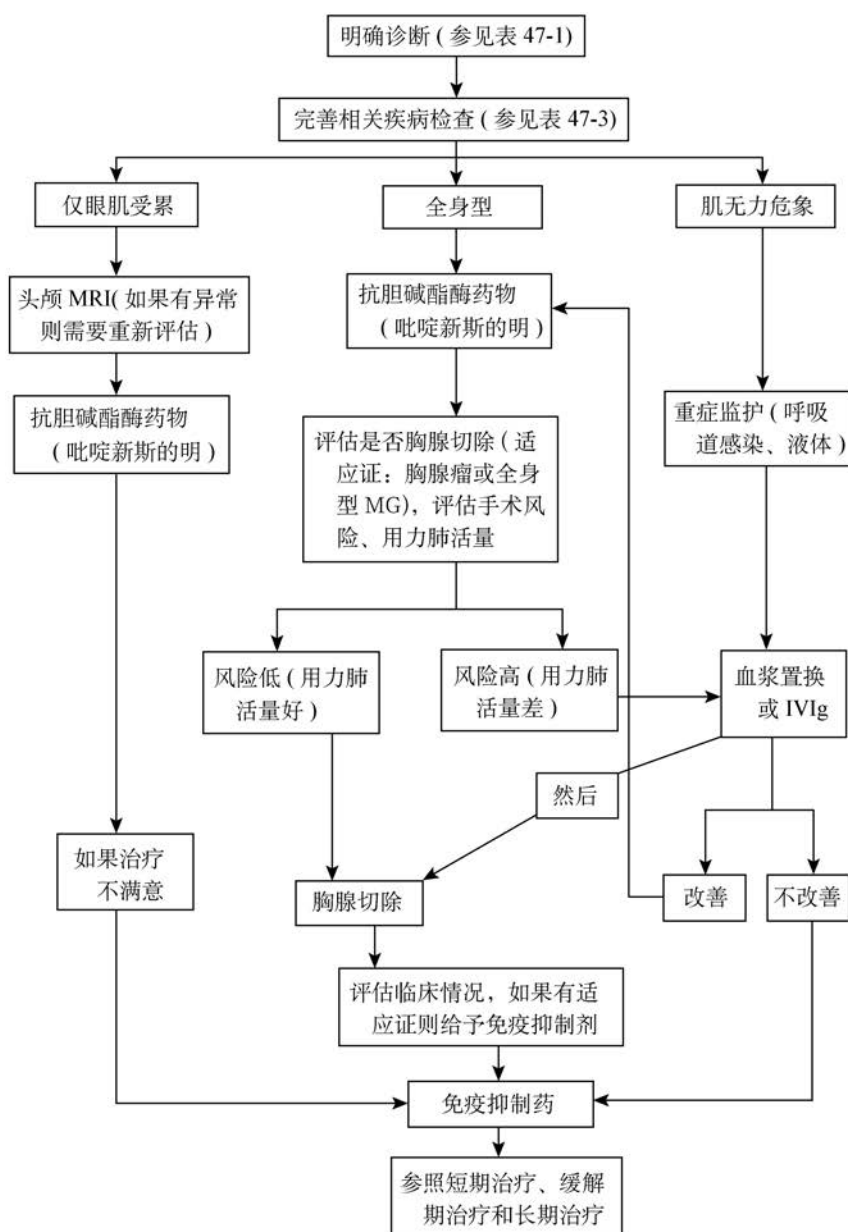 明确诊断(参见表 47-1)
完善相关疾病检查(参见表 47-3)
仅眼肌受累
全身型
肌无力危象
头颅MRI(如果有异常
则需要重新评估)
抗胆碱酯酶药物
(吡啶新斯的明)
抗胆碱酯酶药物
(吡啶新斯的明)
评估是否胸腺切除(适
应证:胸腺瘤或全身
型 MG),评估手术风
险、用力肺活量
重症监护(呼吸
道感染、液体)
风险低(用力肺
活量好)
风险高(用力肺
活量差)
血浆置换
或 IVIg
然后
如果治疗
不满意
胸腺切除
改善
不改善
评估临床情况,如果有适
应证则给予免疫抑制剂
免疫抑制药
参照短期治疗、缓解
期治疗和长期治疗